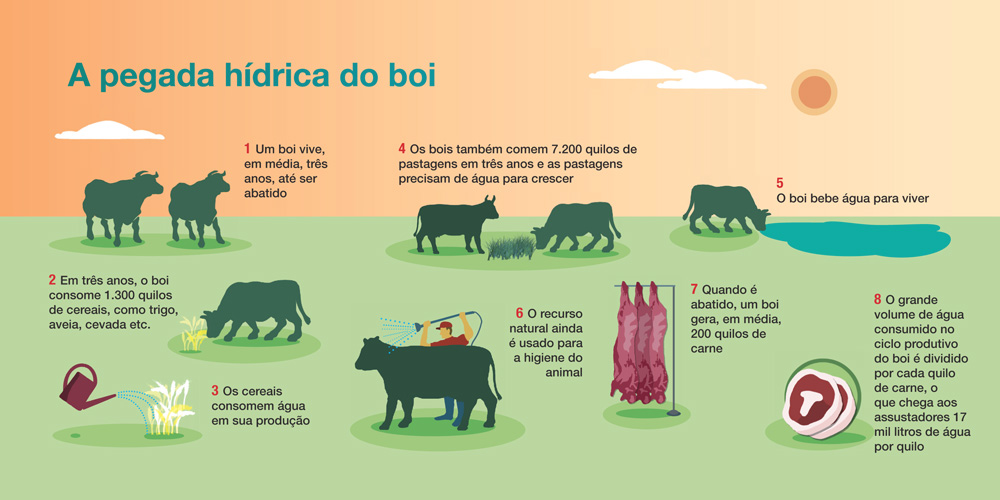 A pegada hídrica do boi
1 Um boi vive,
em média, três
anos, até ser
abatido
2 Em três anos, o boi
consome 1.300 quilos
de cereais, como trigo,
aveia, cevada etc.
3 Os cereais
consomem água
em sua produção
4 Os bois também comem 7.200 quilos de
pastagens em três anos e as pastagens
precisam de água para crescer
5
O boi bebe água para viver
6 O recurso
natural ainda
é usado para
a higiene do
animal
7 Quando é
abatido, um boi
gera, em média,
200 quilos de
carne
8 O grande
volume de água
consumido no
ciclo produtivo
do boi é dividido
por cada quilo
de carne, o
que chega aos
assustadores 17
mil litros de água
por quilo